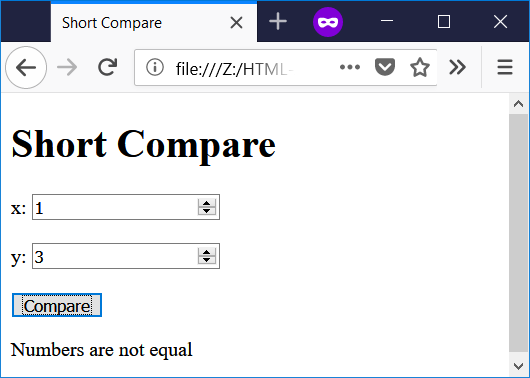 Short Compare
file:///Z:/HTML-
Short Compare
x: 1
y: 3
Compare
Numbers are not equal